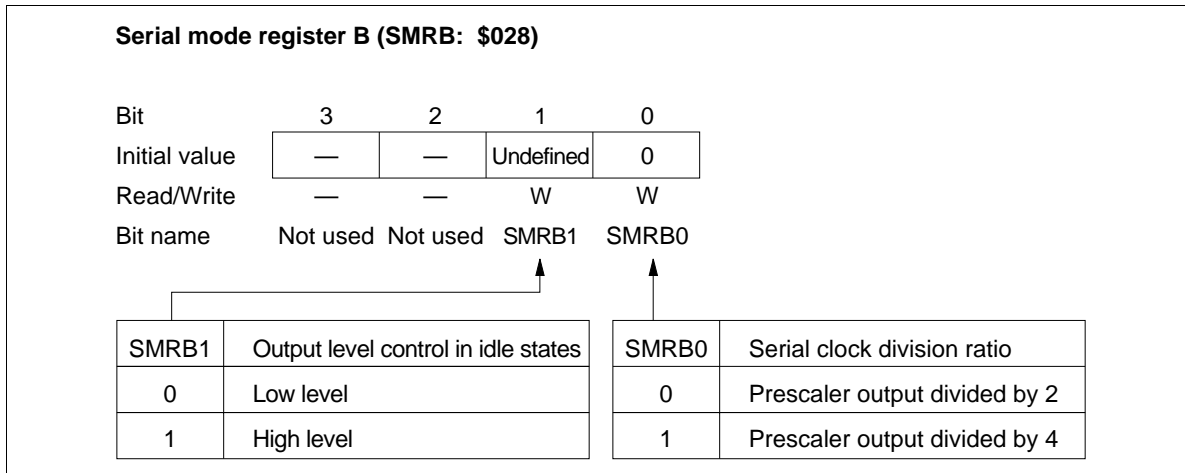 Serial mode register B (SMRB: $028)
Bit 3 2 1 0
Initial value — — Undefined 0
Read/Write — — W W
Bit name Not used Not used SMRB1 SMRB0
SMRB1 Output level control in idle states
0 Low level
1 High level
SMRB0 Serial clock division ratio
0 Prescaler output divided by 2
1 Prescaler output divided by 4